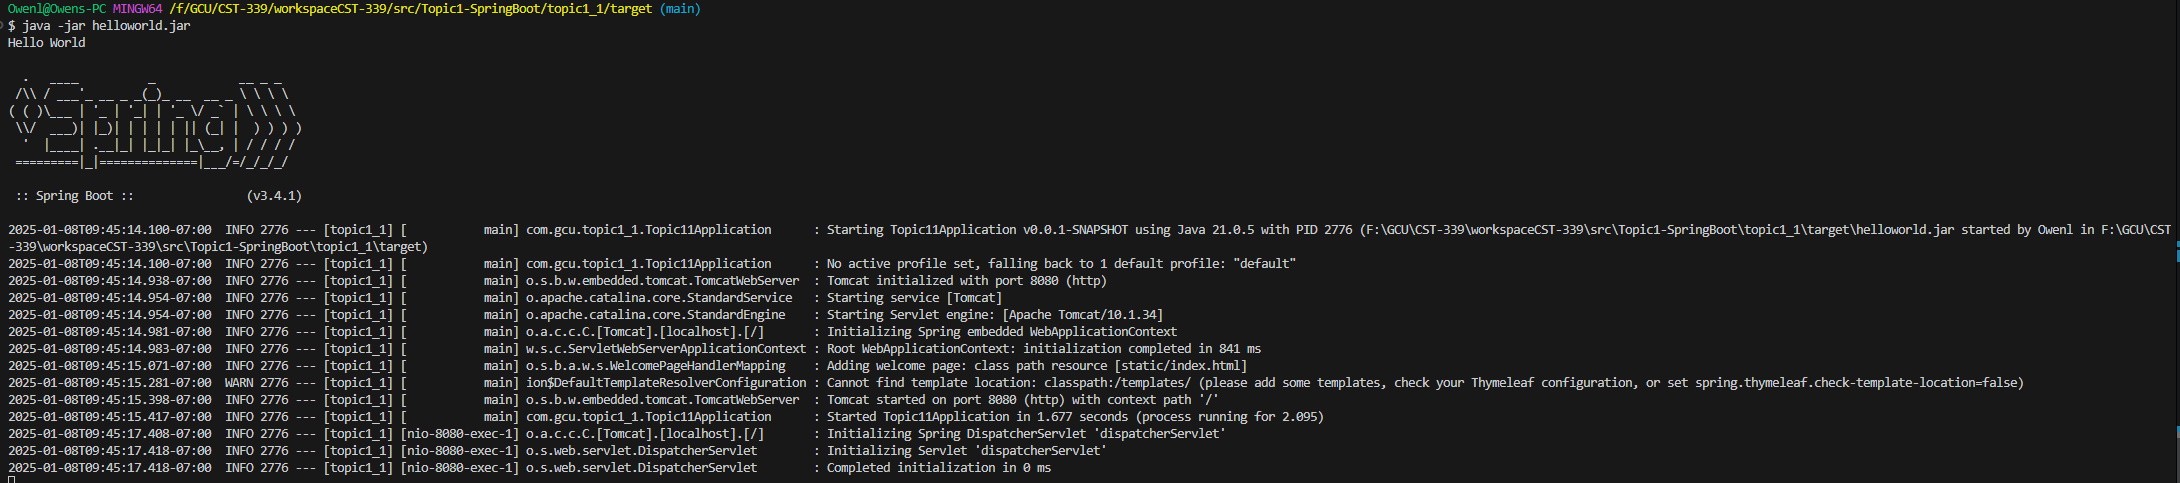 Owenl@Owens-PC MINGW64 /f/GCU/CST-339/workspaceCST-339/src/Topic1-SpringBoot/topic1_1/target (main)
$ java -jar helloworld.jar
Hello World

  .   ____          _            __ _ _
 /\\ / ___'_ __ _ _(_)_ __  __ _ \ \ \ \
( ( )\___ | '_ | '_| | '_ \/ _` | \ \ \ \
 \\/  ___)| |_)| | | | | || (_| |  ) ) ) )
  '  |____| .__|_| |_|_| |_\__, | / / / /
 =========|_|==============|___/=/_/_/_/

 :: Spring Boot ::                (v3.4.1)

2025-01-08T09:45:14.100-07:00  INFO 2776 --- [topic1_1] [           main] com.gcu.topic1_1.Topic11Application      : Starting Topic11Application v0.0.1-SNAPSHOT using Java 21.0.5 with PID 2776 (F:\GCU\CST-339\workspaceCST-339\src\Topic1-SpringBoot\topic1_1\target\helloworld.jar started by Owenl in F:\GCU\CST
-339\workspaceCST-339\src\Topic1-SpringBoot\topic1_1\target)
2025-01-08T09:45:14.100-07:00  INFO 2776 --- [topic1_1] [           main] com.gcu.topic1_1.Topic11Application      : No active profile set, falling back to 1 default profile: "default"
2025-01-08T09:45:14.938-07:00  INFO 2776 --- [topic1_1] [           main] o.s.b.w.embedded.tomcat.TomcatWebServer  : Tomcat initialized with port 8080 (http)
2025-01-08T09:45:14.954-07:00  INFO 2776 --- [topic1_1] [           main] o.apache.catalina.core.StandardService   : Starting service [Tomcat]
2025-01-08T09:45:14.954-07:00  INFO 2776 --- [topic1_1] [           main] o.apache.catalina.core.StandardEngine    : Starting Servlet engine: [Apache Tomcat/10.1.34]
2025-01-08T09:45:14.981-07:00  INFO 2776 --- [topic1_1] [           main] o.a.c.c.C.[Tomcat].[localhost].[/]       : Initializing Spring embedded WebApplicationContext
2025-01-08T09:45:14.983-07:00  INFO 2776 --- [topic1_1] [           main] w.s.c.ServletWebServerApplicationContext : Root WebApplicationContext: initialization completed in 841 ms
2025-01-08T09:45:15.071-07:00  INFO 2776 --- [topic1_1] [           main] o.s.b.a.w.s.WelcomePageHandlerMapping    : Adding welcome page: class path resource [static/index.html]
2025-01-08T09:45:15.281-07:00  WARN 2776 --- [topic1_1] [           main] ion$DefaultTemplateResolverConfiguration : Cannot find template location: classpath:/templates/ (please add some templates, check your Thymeleaf configuration, or set spring.thymeleaf.check-template-location=false)
2025-01-08T09:45:15.398-07:00  INFO 2776 --- [topic1_1] [           main] o.s.b.w.embedded.tomcat.TomcatWebServer  : Tomcat started on port 8080 (http) with context path '/'
2025-01-08T09:45:15.417-07:00  INFO 2776 --- [topic1_1] [           main] com.gcu.topic1_1.Topic11Application      : Started Topic11Application in 1.677 seconds (process running for 2.095)
2025-01-08T09:45:17.408-07:00  INFO 2776 --- [topic1_1] [nio-8080-exec-1] o.a.c.c.C.[Tomcat].[localhost].[/]       : Initializing Spring DispatcherServlet 'dispatcherServlet'
2025-01-08T09:45:17.418-07:00  INFO 2776 --- [topic1_1] [nio-8080-exec-1] o.s.web.servlet.DispatcherServlet        : Initializing Servlet 'dispatcherServlet'
2025-01-08T09:45:17.418-07:00  INFO 2776 --- [topic1_1] [nio-8080-exec-1] o.s.web.servlet.DispatcherServlet        : Completed initialization in 0 ms